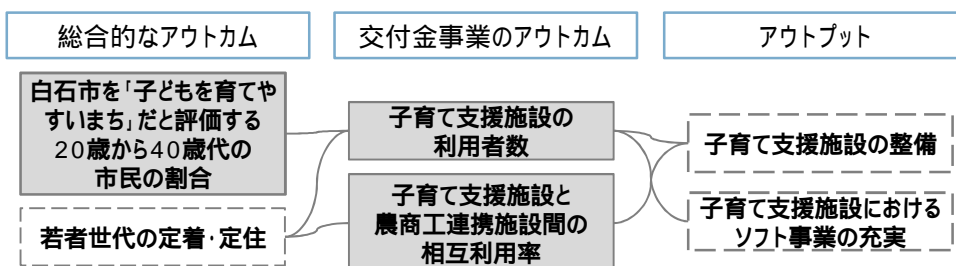 総合的なアウトカム
交付金事業のアウトカム
アウトプット
白石市を「子どもを育てや
すいまち」だと評価する
20歳から40歳代の
市民の割合
若者世代の定着・定住
子育て支援施設の
利用者数
子育て支援施設と
農商工連携施設間の
相互利用率
子育て支援施設の整備
子育て支援施設における
ソフト事業の充実